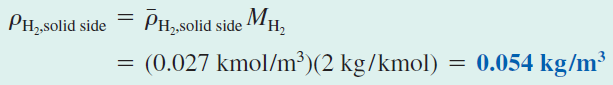 ρH₂,solid side = ρ̄H₂,solid side MH₂
= (0.027 kmol/m³)(2 kg/kmol) = 0.054 kg/m³